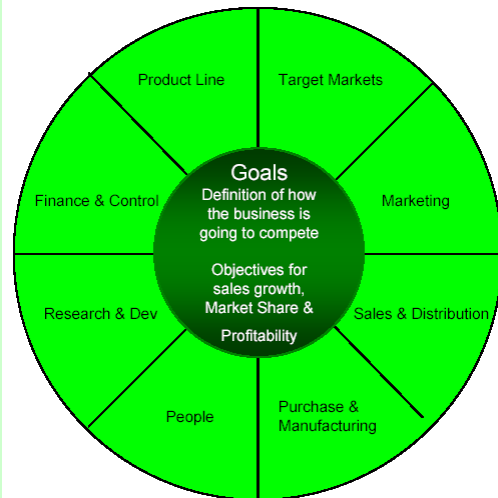 Product Line
Target Markets
Finance & Control
Marketing
Goals
Definition of how
the business is
going to compete
Objectives for
sales growth,
Market Share &
Profitability
Research & Dev
Sales & Distribution
People
Purchase &
Manufacturing